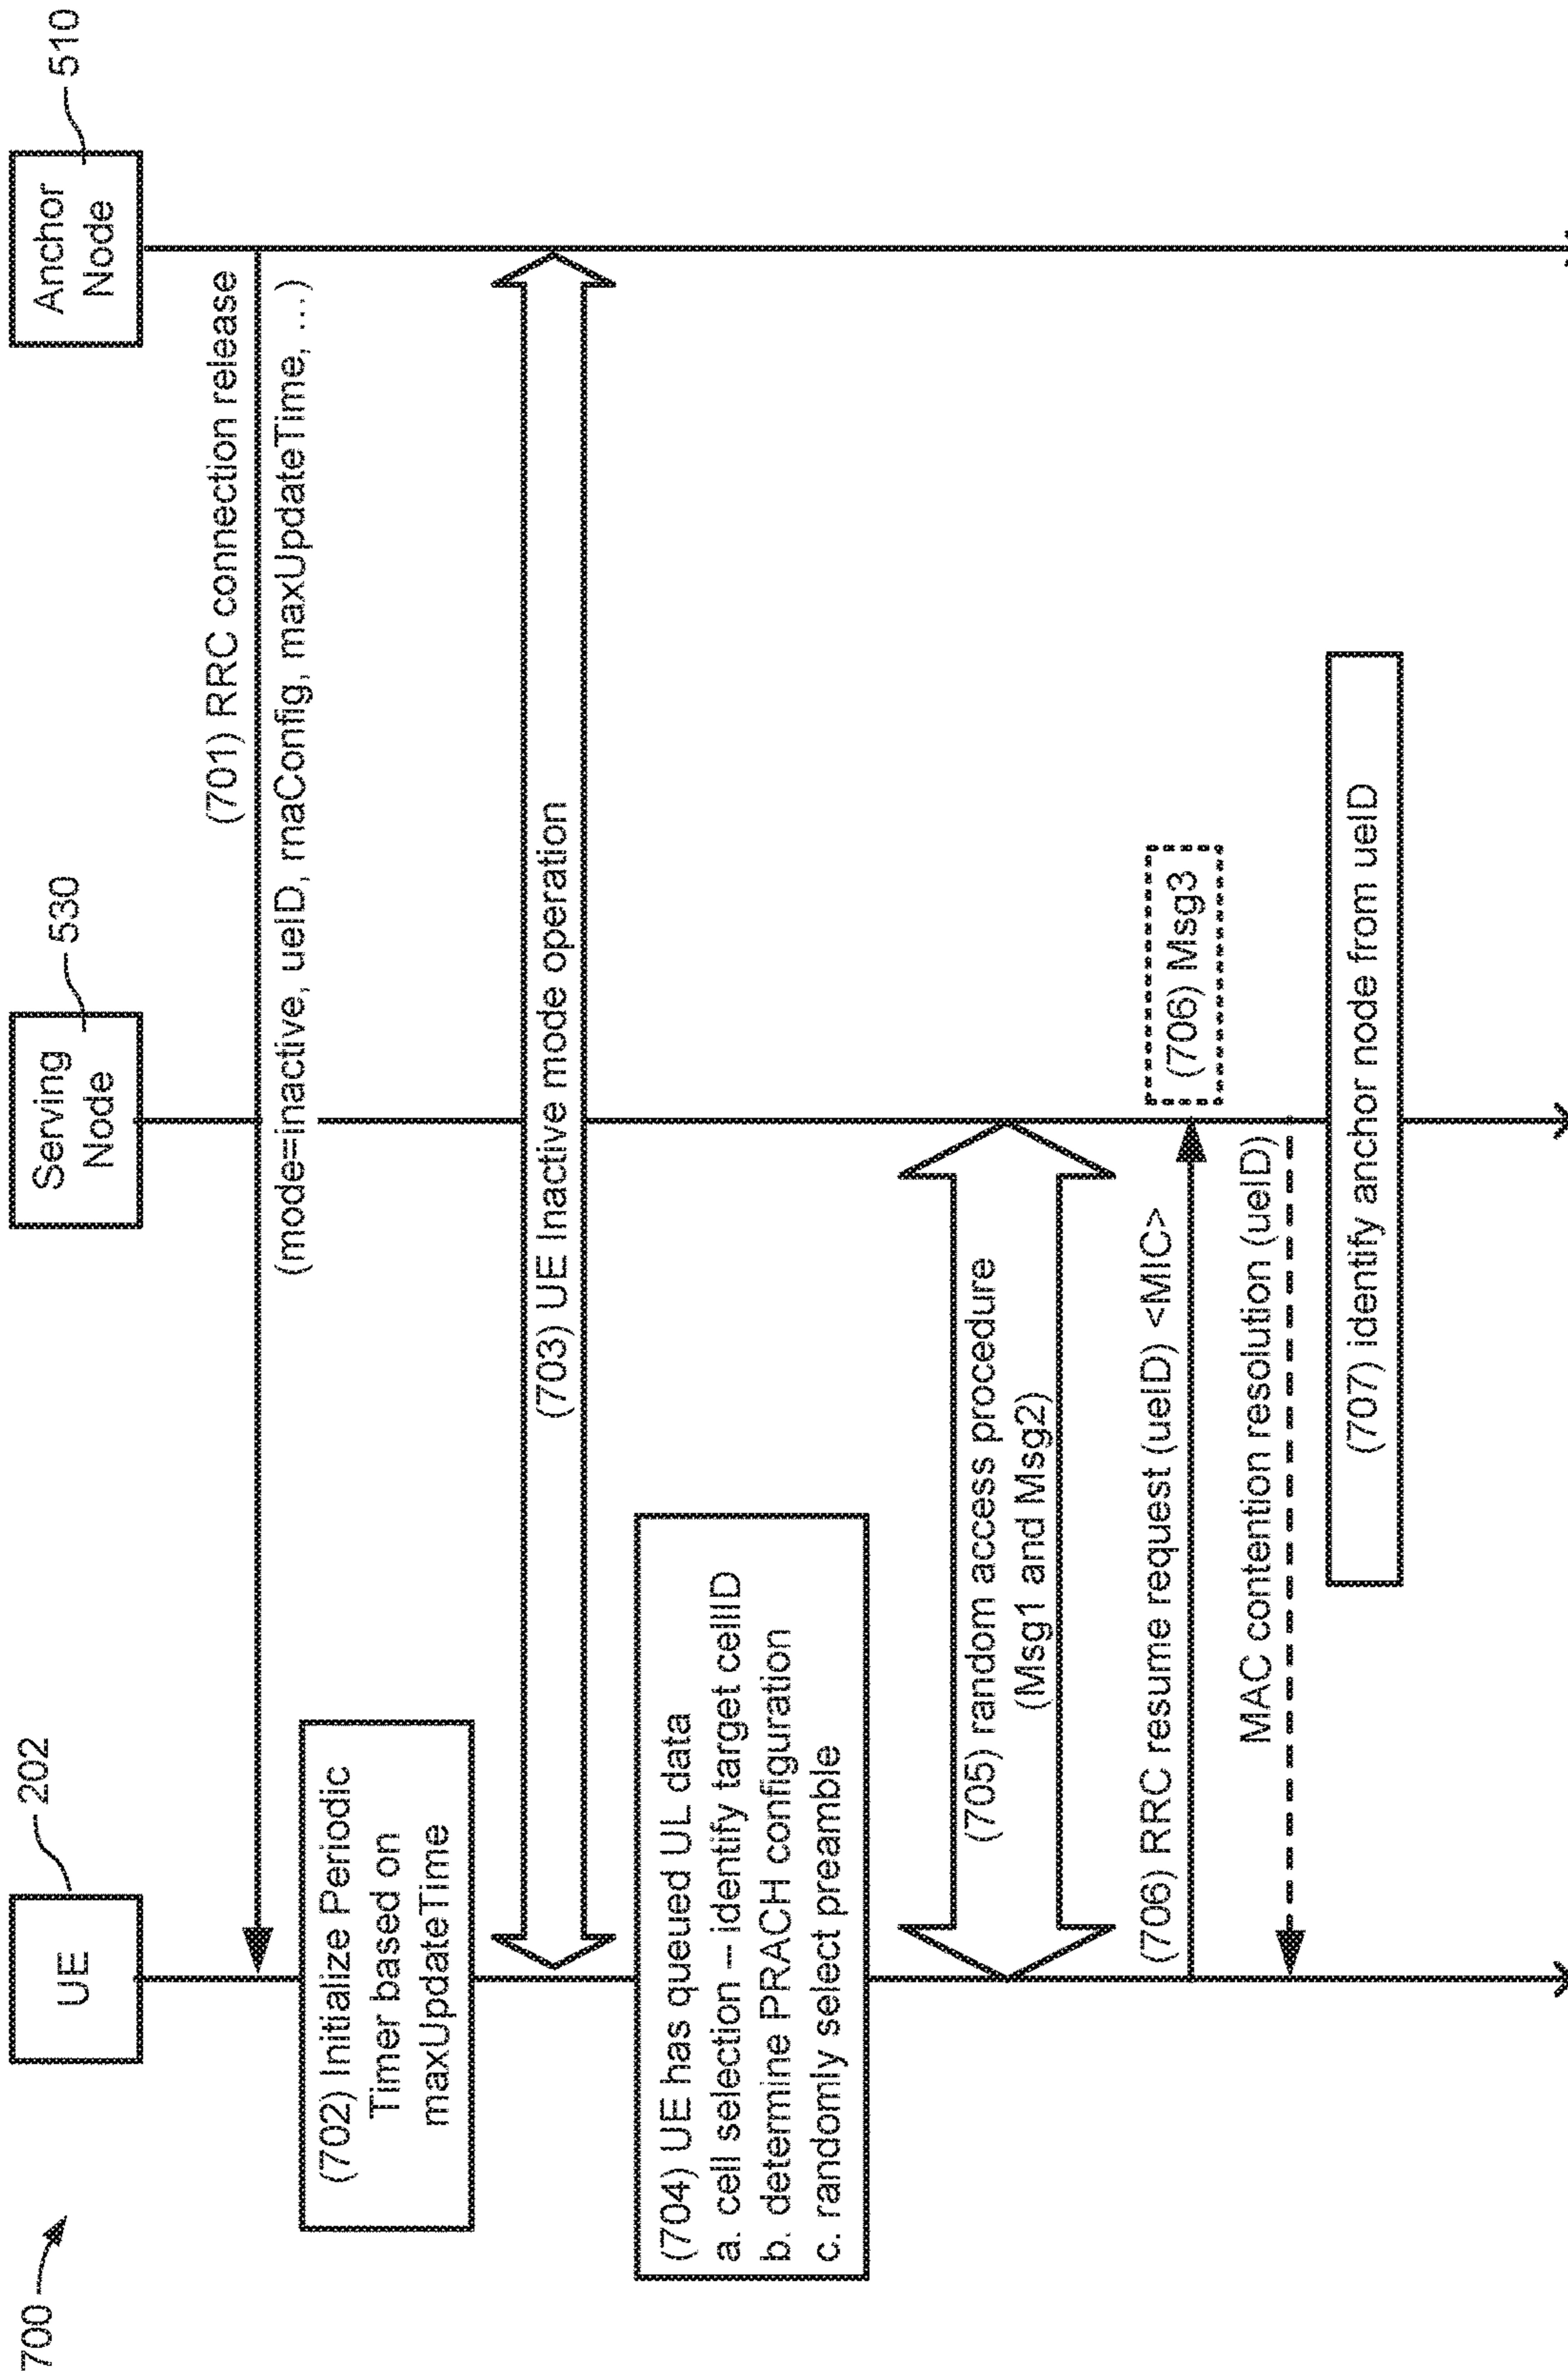 700
UE
202
Serving
Node
530
Anchor
Node
510
(701) RRC connection release
(mode=inactive, ueID, rnaConfig, maxUpdateTime, …)
(702) Initialize Periodic
Timer based on
maxUpdateTime
(703) UE Inactive mode operation
(704) UE has queued UL data
a. cell selection – identify target cellID
b. determine PRACH configuration
c. randomly select preamble
(705) random access procedure
(Msg1 and Msg2)
(706) RRC resume request (ueID) <MIC>
(706) Msg3
MAC contention resolution (ueID)
(707) identify anchor node from ueID